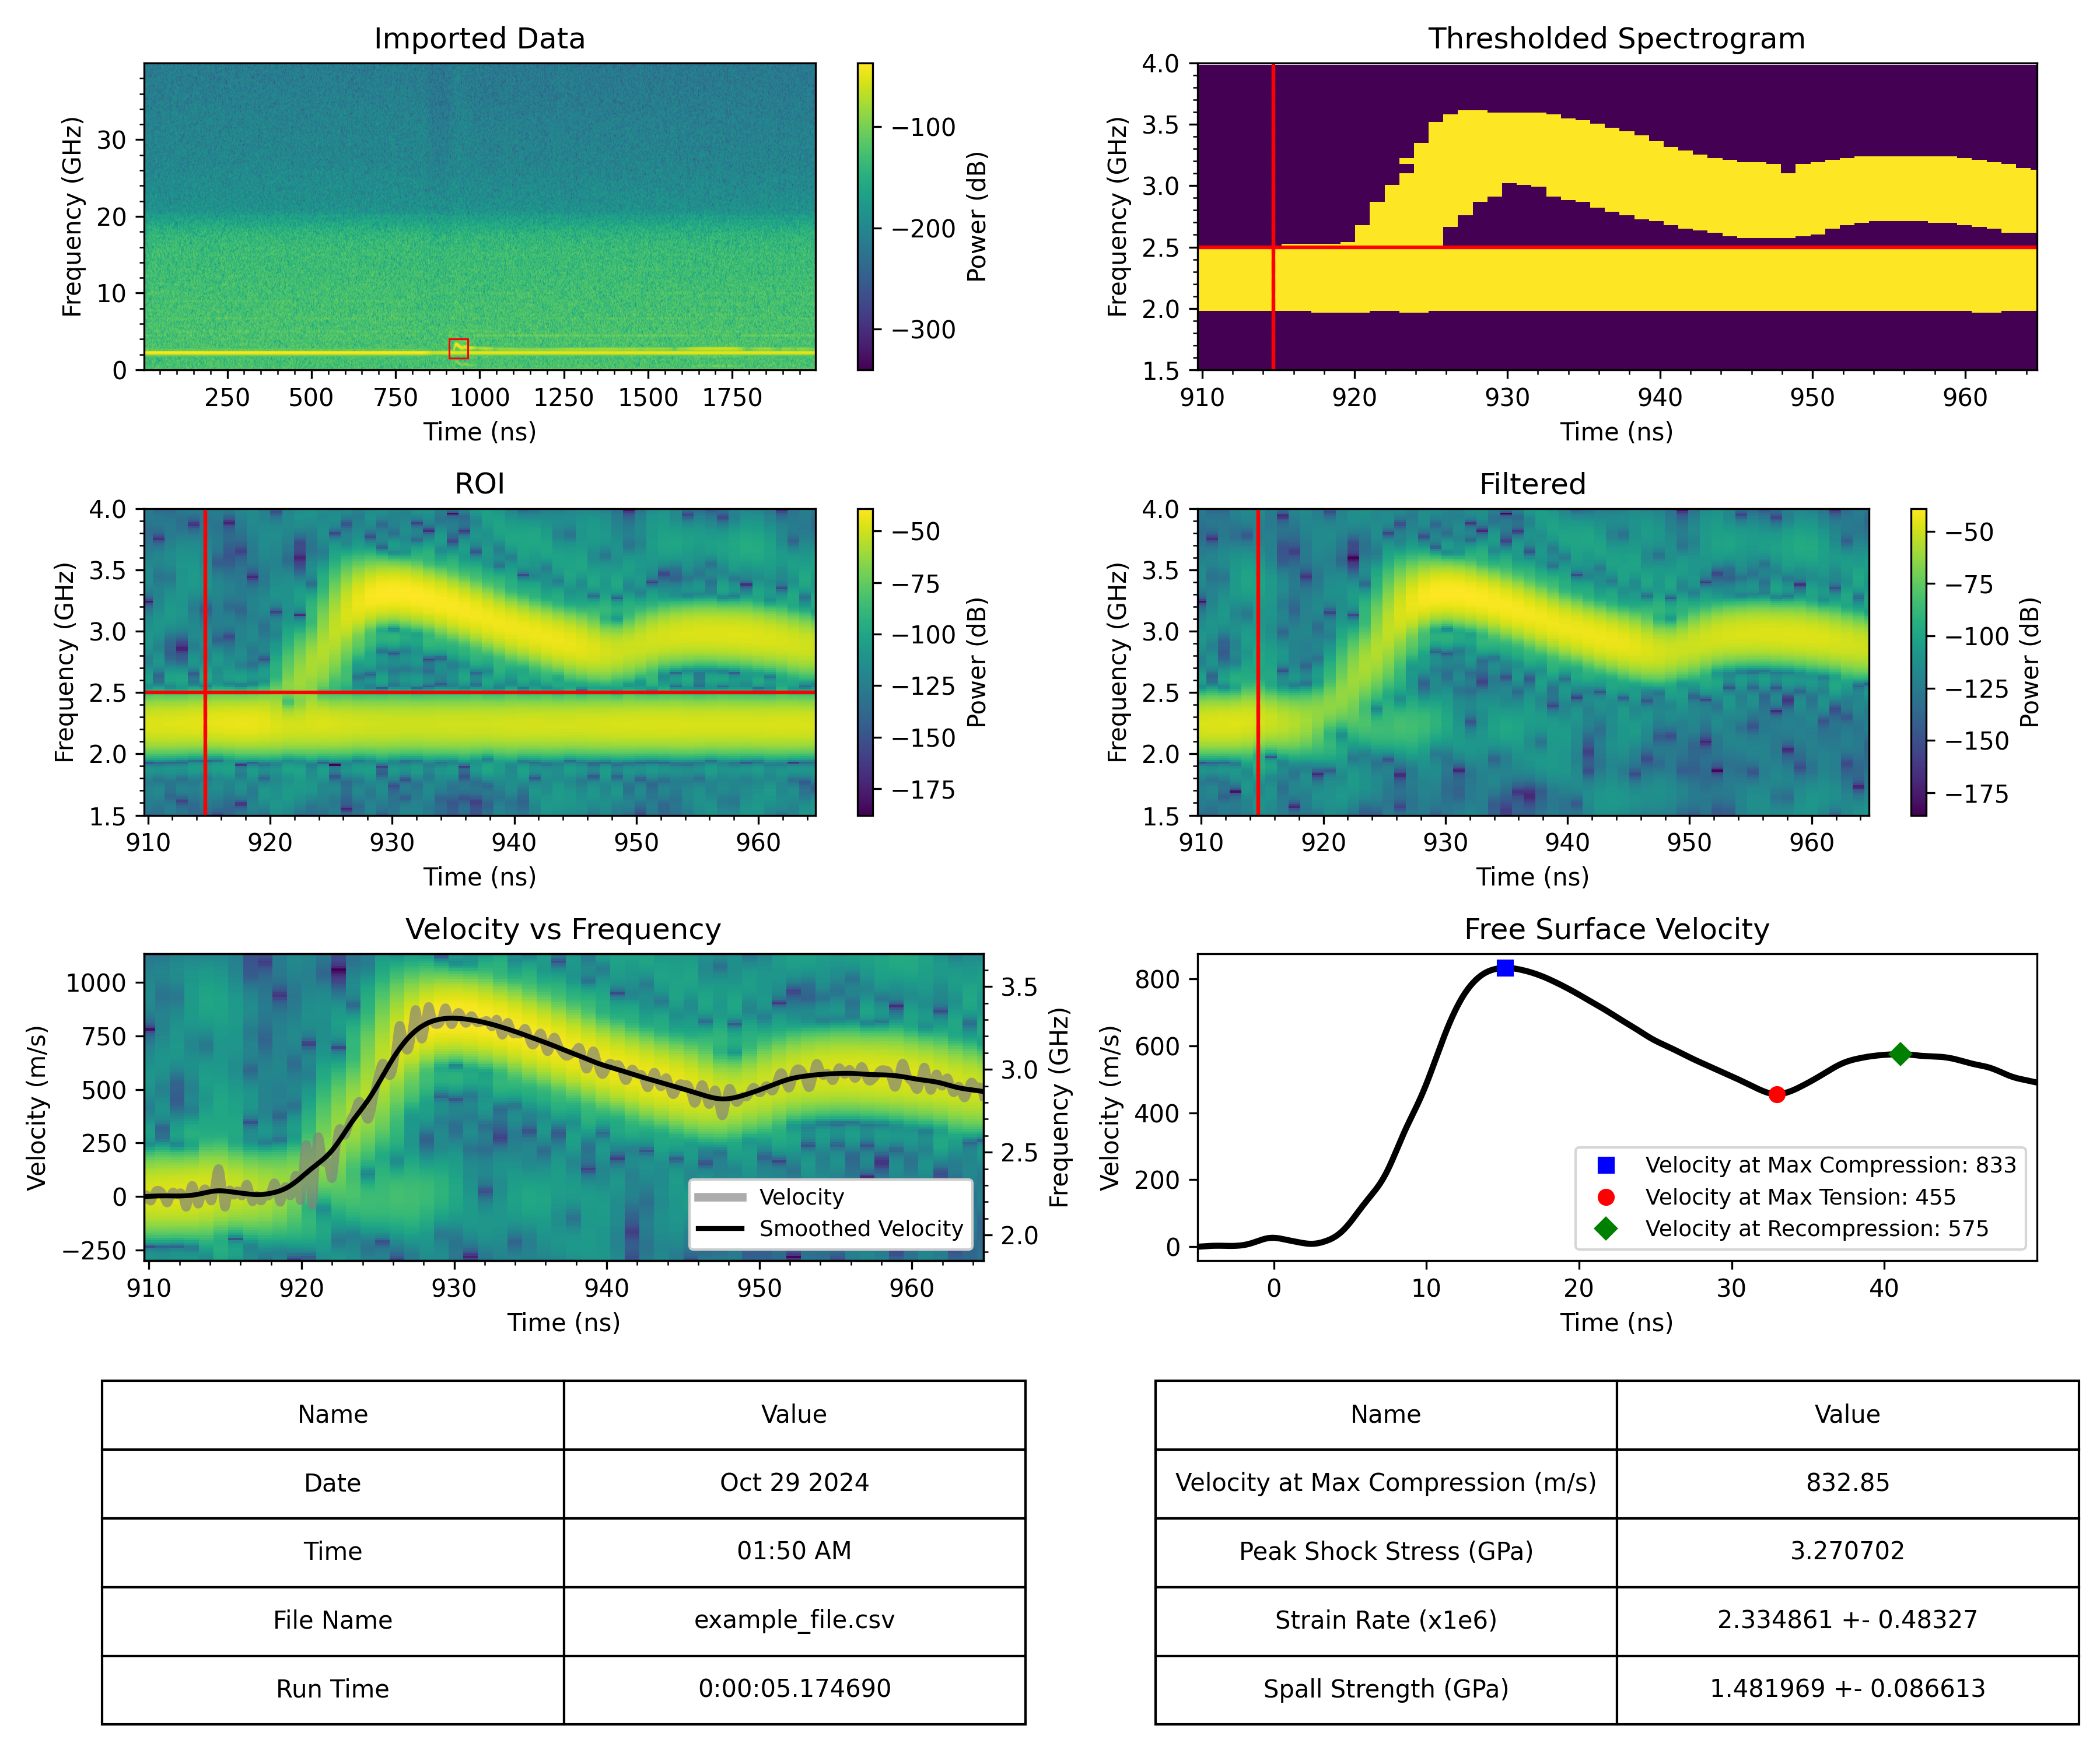 Imported Data
Frequency (GHz)
30
20
10
0
250 500 750 1000 1250 1500 1750
Time (ns)
−100
−200
−300
Power (dB)
Thresholded Spectrogram
Frequency (GHz)
4.0
3.5
3.0
2.5
2.0
1.5
910 920 930 940 950 960
Time (ns)
ROI
Frequency (GHz)
4.0
3.5
3.0
2.5
2.0
1.5
910 920 930 940 950 960
Time (ns)
−50
−75
−100
−125
−150
−175
Power (dB)
Filtered
Frequency (GHz)
4.0
3.5
3.0
2.5
2.0
1.5
910 920 930 940 950 960
Time (ns)
−50
−75
−100
−125
−150
−175
Power (dB)
Velocity vs Frequency
Velocity (m/s)
1000
750
500
250
0
−250
910 920 930 940 950 960
Time (ns)
3.5
3.0
2.5
2.0
Frequency (GHz)
Velocity
Smoothed Velocity
Free Surface Velocity
Velocity (m/s)
800
600
400
200
0
0 10 20 30 40
Time (ns)
Velocity at Max Compression: 833
Velocity at Max Tension: 455
Velocity at Recompression: 575
Name Value
Date Oct 29 2024
Time 01:50 AM
File Name example_file.csv
Run Time 0:00:05.174690
Name Value
Velocity at Max Compression (m/s) 832.85
Peak Shock Stress (GPa) 3.270702
Strain Rate (x1e6) 2.334861 +- 0.48327
Spall Strength (GPa) 1.481969 +- 0.086613